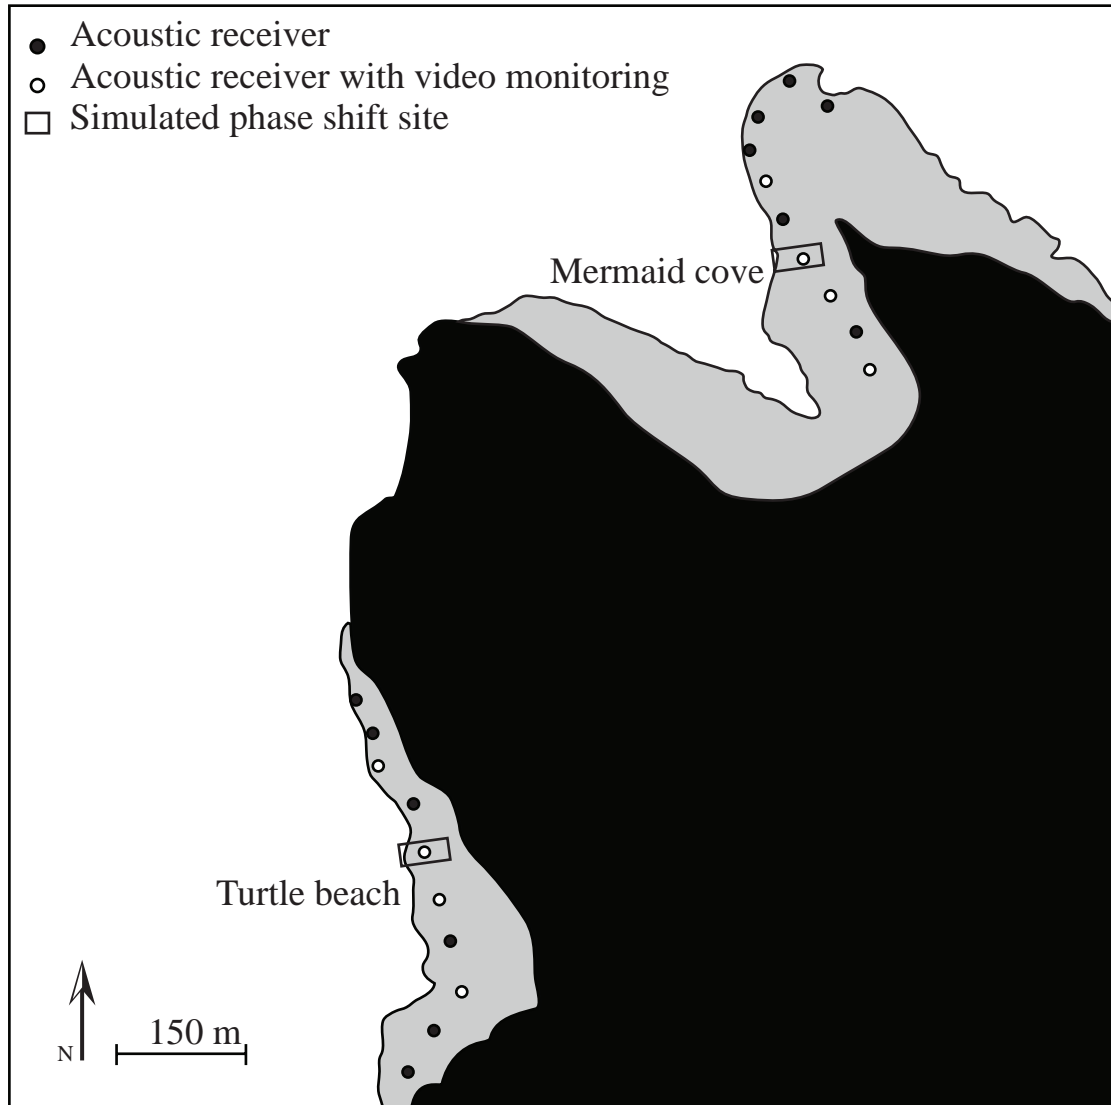 Acoustic receiver
Acoustic receiver with video monitoring
Simulated phase shift site
Mermaid cove
Turtle beach
150 m
N